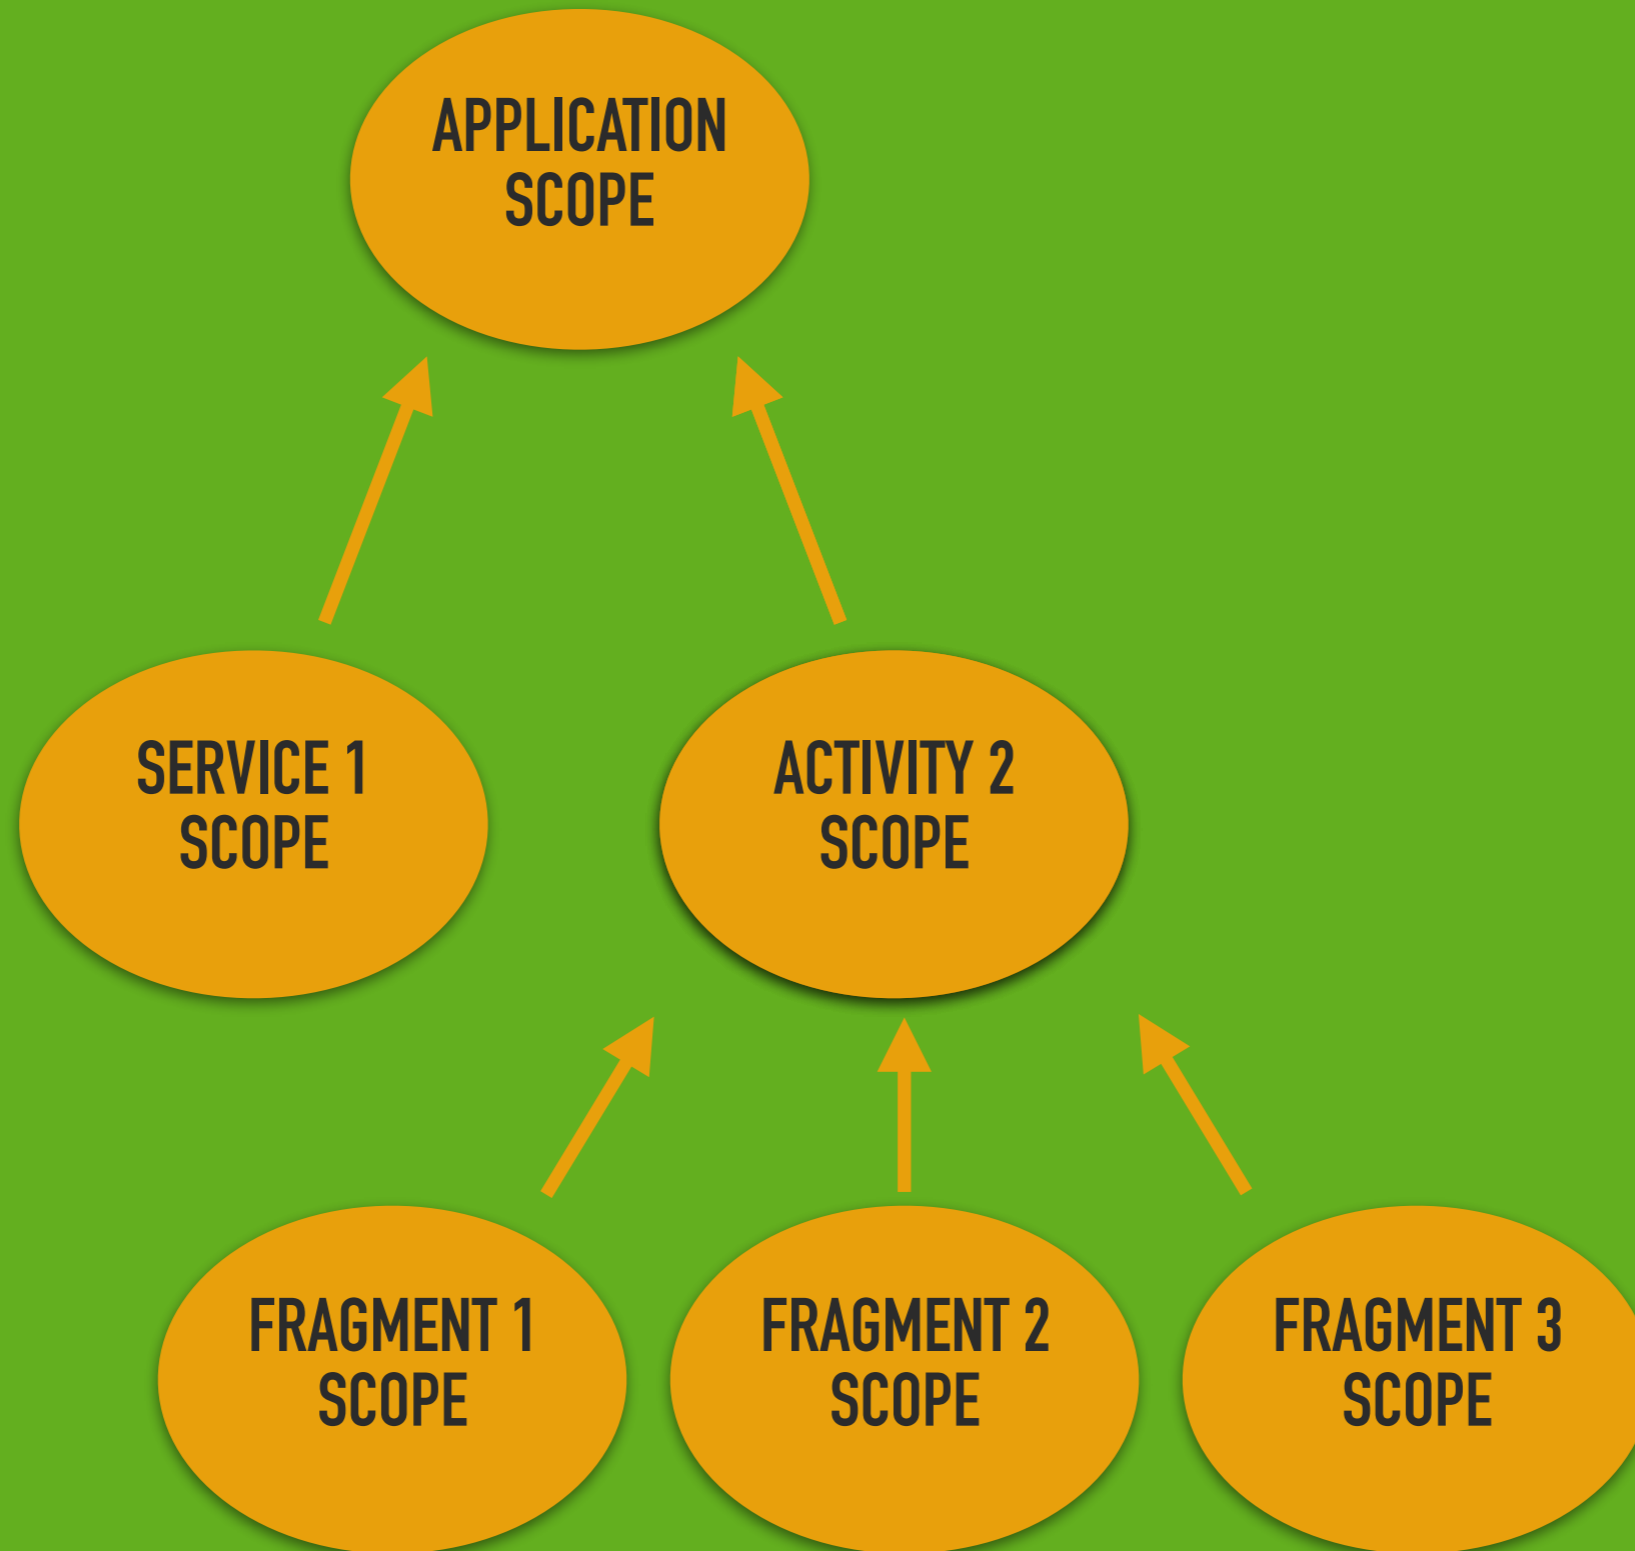 APPLICATION
SCOPE
SERVICE 1
SCOPE
ACTIVITY 2
SCOPE
FRAGMENT 1
SCOPE
FRAGMENT 2
SCOPE
FRAGMENT 3
SCOPE